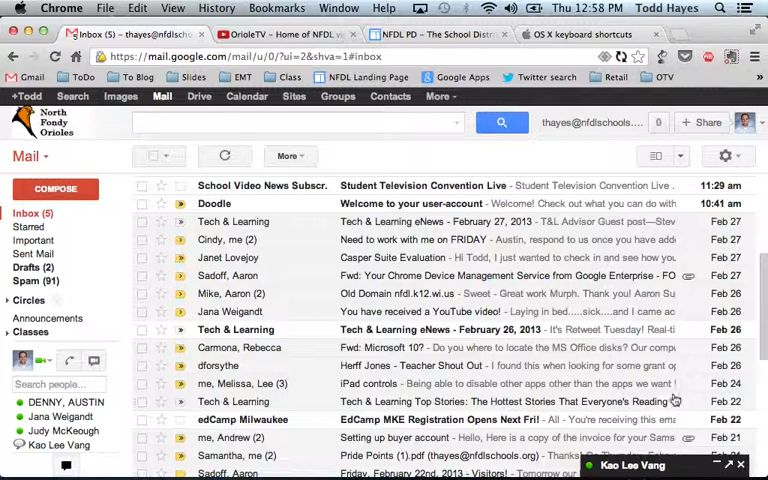 Chrome File Edit View History Bookmarks Window Help Thu 12:58 PM Todd Hayes
Inbox (5) – thayes@nfdlschool OrioleTV – Home of NFDL vi NFDL PD – The School Distric OS X keyboard shortcuts
https://mail.google.com/mail/u/0/?ui=2&shva=1#inbox
Gmail ToDo To Blog Slides EMT Class NFDL Landing Page Google Apps Twitter search Retail OTV
+Todd Search Images Mail Drive Calendar Sites Groups Contacts More
North
Fondy
Orioles
thayes@nfdlschools.... 0 + Share
Mail More
COMPOSE
Inbox (5)
Starred
Important
Sent Mail
Drafts (2)
Spam (91)
Circles
Announcements
Classes
Search people...
DENNY, AUSTIN
Jana Weigandt
Judy McKeough
Kao Lee Vang
School Video News Subscr. Student Television Convention Live - Student Television Convention Live . 11:29 am
Doodle Welcome to your user-account - Welcome! Check out what you can do with 10:41 am
Tech & Learning Tech & Learning eNews - February 27, 2013 - T&L Advisor Guest post—Stev Feb 27
Cindy, me (2) Need to work with me on FRIDAY - Austin, respond to us once you have adde Feb 27
Janet Lovejoy Casper Suite Evaluation - Hi Todd, I just wanted to check in and see how you Feb 27
Sadoff, Aaron Fwd: Your Chrome Device Management Service from Google Enterprise - FO Feb 26
Mike, Aaron (2) Old Domain nfdl.k12.wi.us - Sweet - Great work Murph. Thank you! Aaron Su Feb 26
Jana Weigandt You have received a YouTube video! - Laying in bed.....sick....and I came ac Feb 26
Tech & Learning Tech & Learning eNews - February 26, 2013 - It's Retweet Tuesday! Real-ti Feb 26
Carmona, Rebecca Fwd: Microsoft 10? - Do you where to locate the MS Office disks? Our compu Feb 26
dforsythe Herff Jones - Teacher Shout Out - I found this when looking for some grant op Feb 26
me, Melissa, Lee (3) iPad controls - Being able to disable other apps other than the apps we want Feb 24
Tech & Learning Tech & Learning Top Stories: The Hottest Stories That Everyone's Reading Feb 22
edCamp Milwaukee EdCamp MKE Registration Opens Next Fri! - All - You're receiving this ema Feb 22
me, Andrew (2) Setting up buyer account - Hello, Here is a copy of the invoice for your Sams Feb 21
Samantha, me (2) Pride Points (1).pdf (thayes@nfdlschools.org) - Samantha, I am happy to
Sadoff, Aaron Friday, February 22nd, 2013 - Visitors! - Tomorrow our
Kao Lee Vang